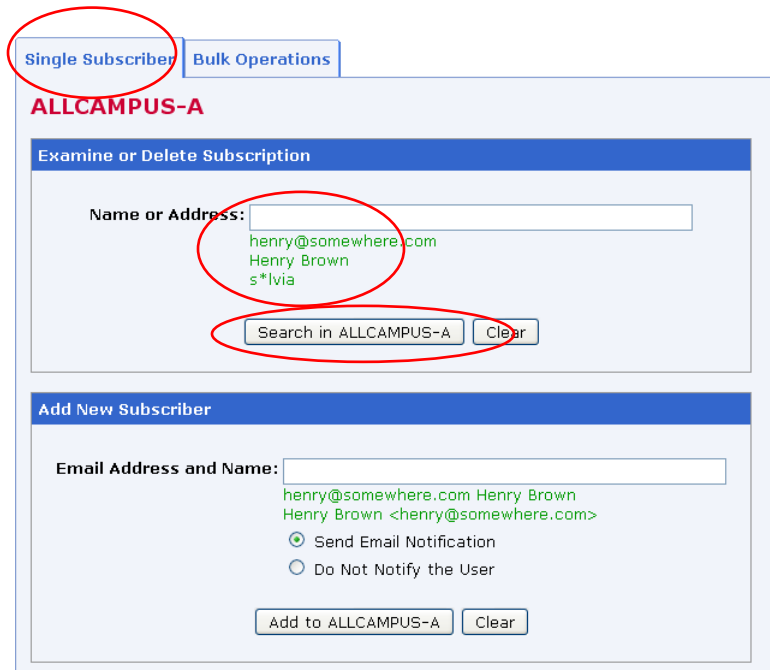 Single Subscriber Bulk Operations
ALLCAMPUS-A
Examine or Delete Subscription
Name or Address:
henry@somewhere.com
Henry Brown
s*lvia
Search in ALLCAMPUS-A Clear
Add New Subscriber
Email Address and Name:
henry@somewhere.com Henry Brown
Henry Brown <henry@somewhere.com>
Send Email Notification
Do Not Notify the User
Add to ALLCAMPUS-A Clear